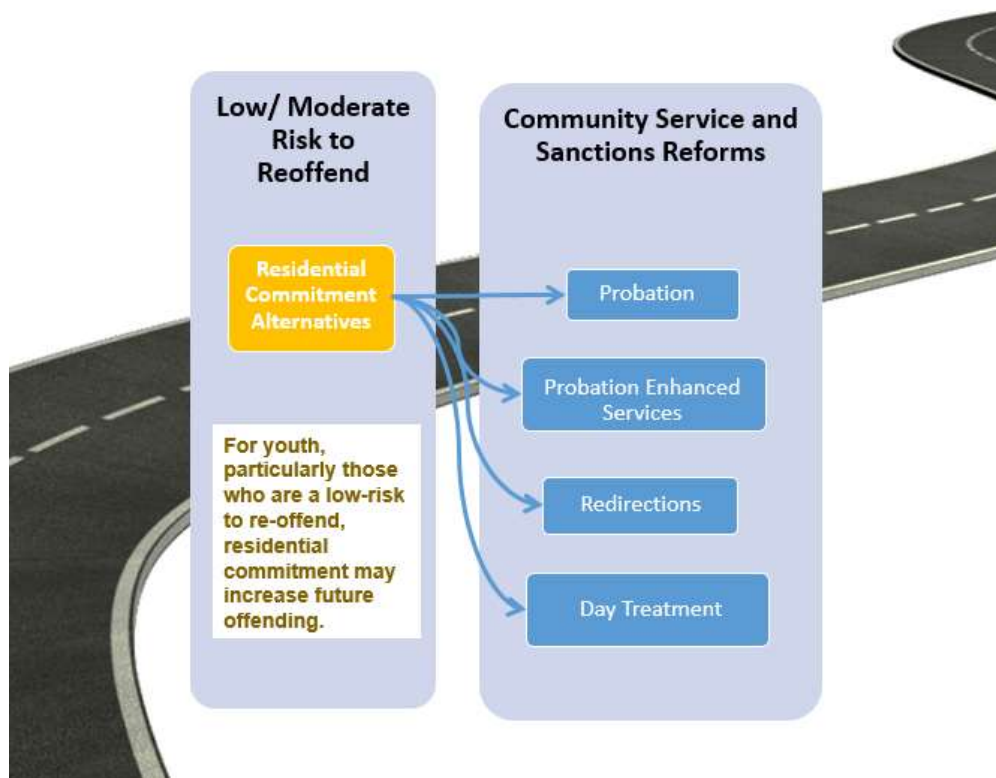 Low/ Moderate
Risk to
Reoffend
Residential
Commitment
Alternatives
For youth,
particularly those
who are a low-risk
to re-offend,
residential
commitment may
increase future
offending.
Community Service and
Sanctions Reforms
Probation
Probation Enhanced
Services
Redirections
Day Treatment